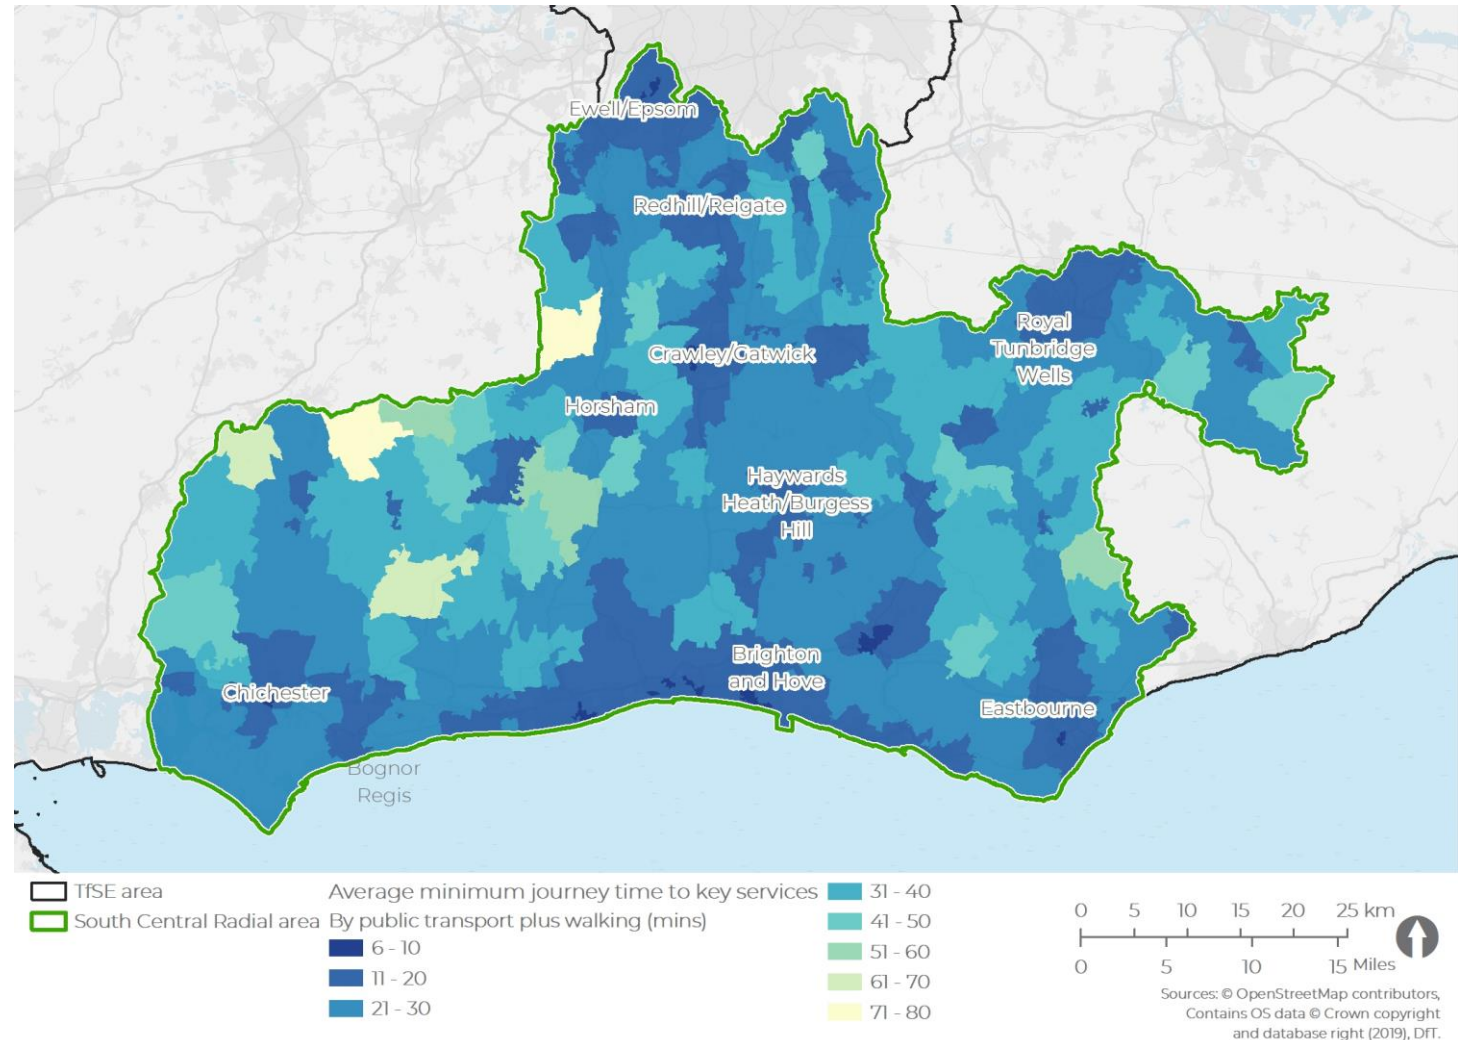 Ewell/Epsom
Redhill/Reigate
Royal
Tunbridge
Wells
Crawley/Gatwick
Horsham
Haywards
Heath/Burgess
Hill
Brighton
and Hove
Chichester
Eastbourne
Bognor
Regis
TfSE area
South Central Radial area
Average minimum journey time to key services
By public transport plus walking (mins)
6 - 10
11 - 20
21 - 30
31 - 40
41 - 50
51 - 60
61 - 70
71 - 80
0 5 10 15 20 25 km
0 5 10 15 Miles
Sources: © OpenStreetMap contributors,
Contains OS data © Crown copyright
and database right (2019), DfT.